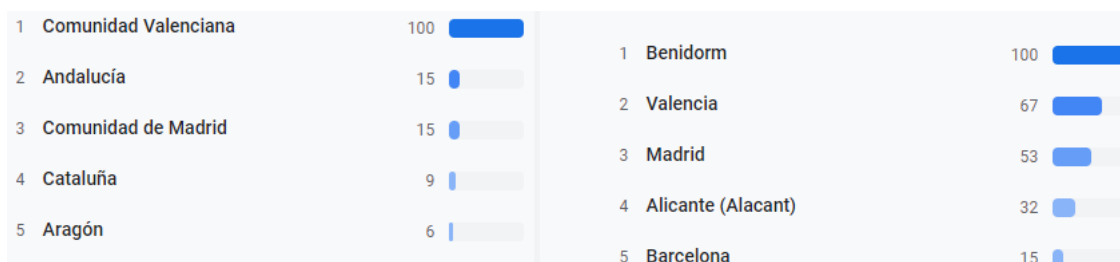 1 Comunidad Valenciana 100
2 Andalucía 15
3 Comunidad de Madrid 15
4 Cataluña 9
5 Aragón 6
1 Benidorm 100
2 Valencia 67
3 Madrid 53
4 Alicante (Alacant) 32
5 Barcelona 15